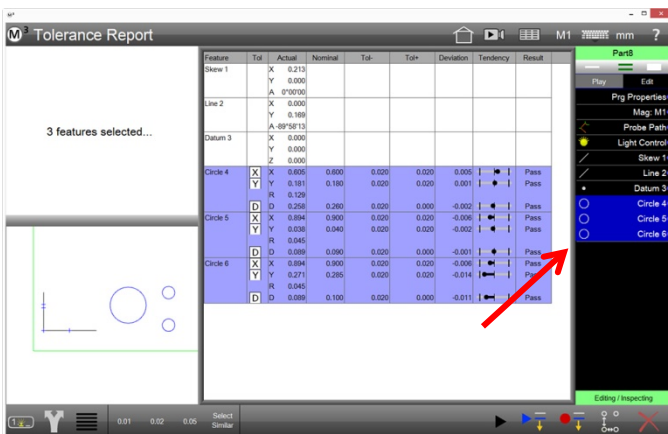 M³
M³ Tolerance Report
M1 mm ?
3 features selected...
Feature Tol Actual Nominal Tol- Tol+ Deviation Tendency Result
Skew 1 X 0.213
Y 0.000
A 0°00'00
Line 2 X 0.000
Y 0.169
A -89°58'13
Datum 3 X 0.000
Y 0.000
Z 0.000
Circle 4 X X 0.605 0.600 0.020 0.020 0.005 Pass
Y Y 0.181 0.180 0.020 0.020 0.001 Pass
R 0.129
D D 0.258 0.260 0.020 0.000 -0.002 Pass
Circle 5 X X 0.894 0.900 0.020 0.020 -0.006 Pass
Y Y 0.038 0.040 0.020 0.020 -0.002 Pass
R 0.045
D D 0.089 0.090 0.020 0.000 -0.001 Pass
Circle 6 X X 0.894 0.900 0.020 0.020 -0.006 Pass
Y Y 0.271 0.285 0.020 0.020 -0.014 Pass
R 0.045
D D 0.089 0.100 0.020 0.000 -0.011 Pass
Part8
Play Edit
Prg Properties
Mag: M1
Probe Path
Light Control
Skew 1
Line 2
Datum 3
Circle 4
Circle 5
Circle 6
Editing / Inspecting
0.01 0.02 0.05 Select
Similar